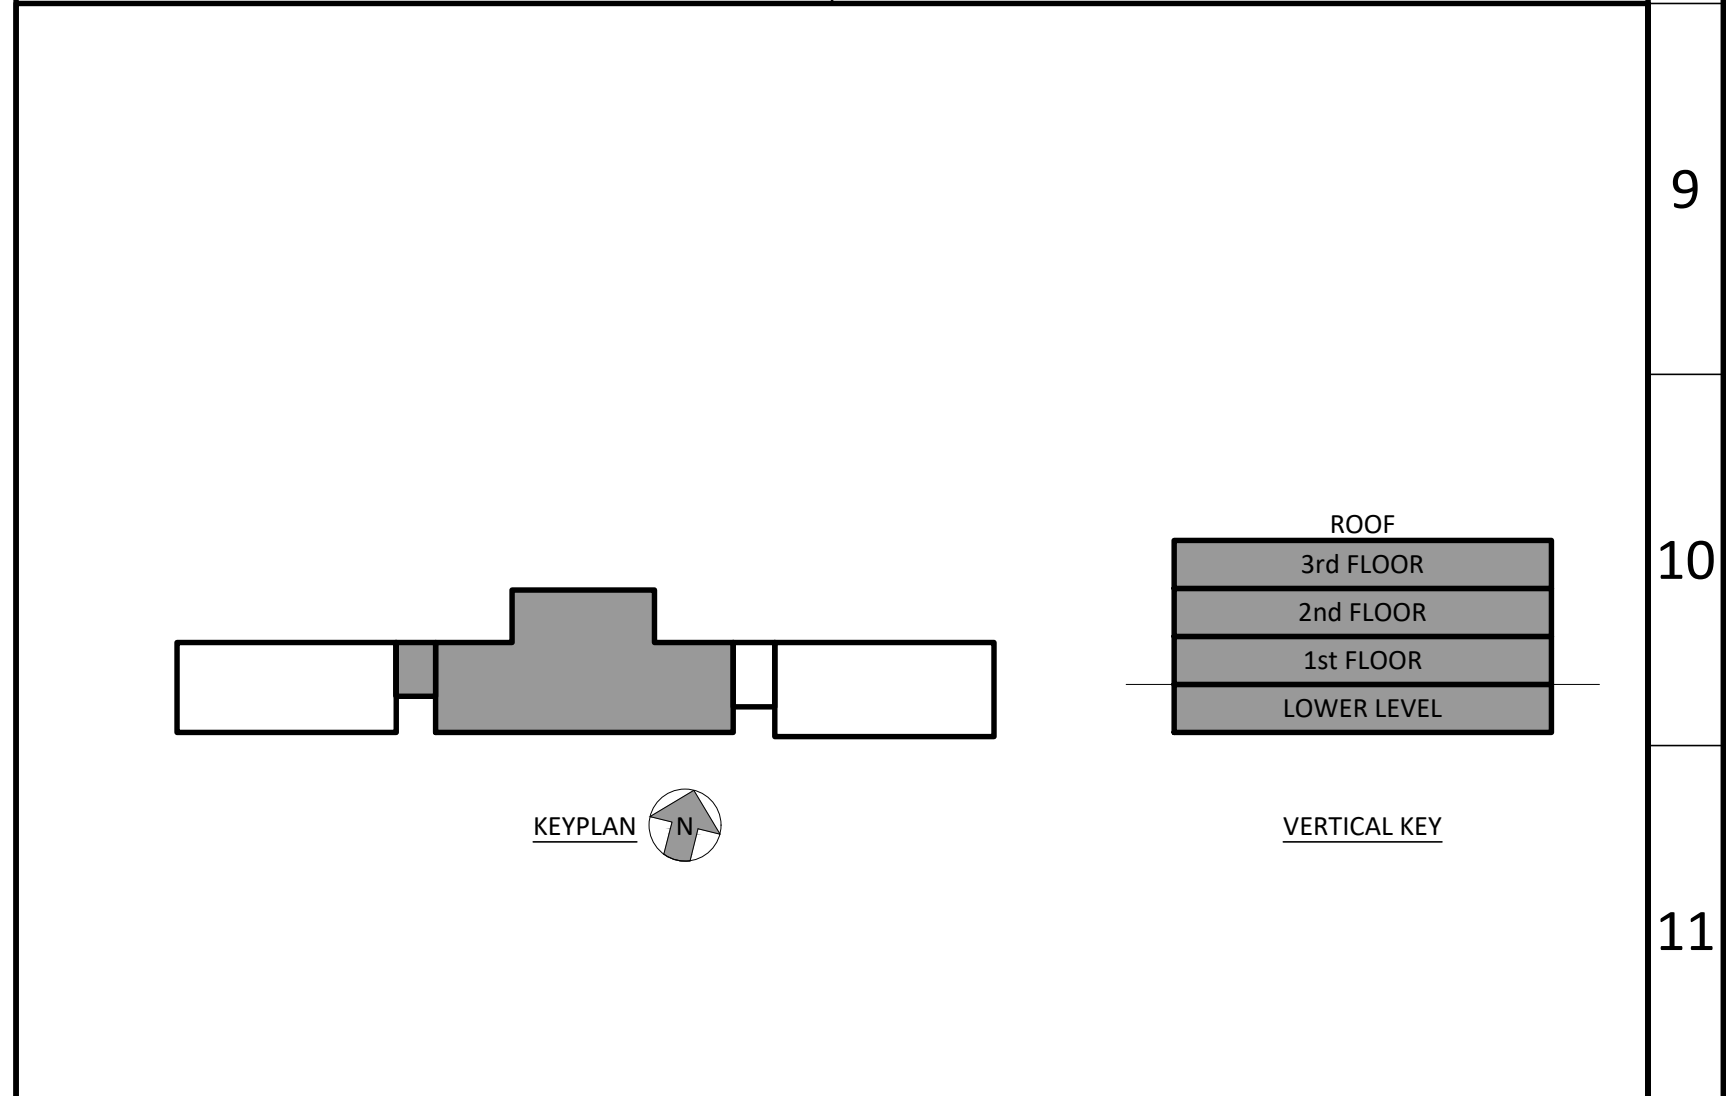 9
ROOF
3rd FLOOR
10
2nd FLOOR
1st FLOOR
LOWER LEVEL
KEYPLAN
N
VERTICAL KEY
11